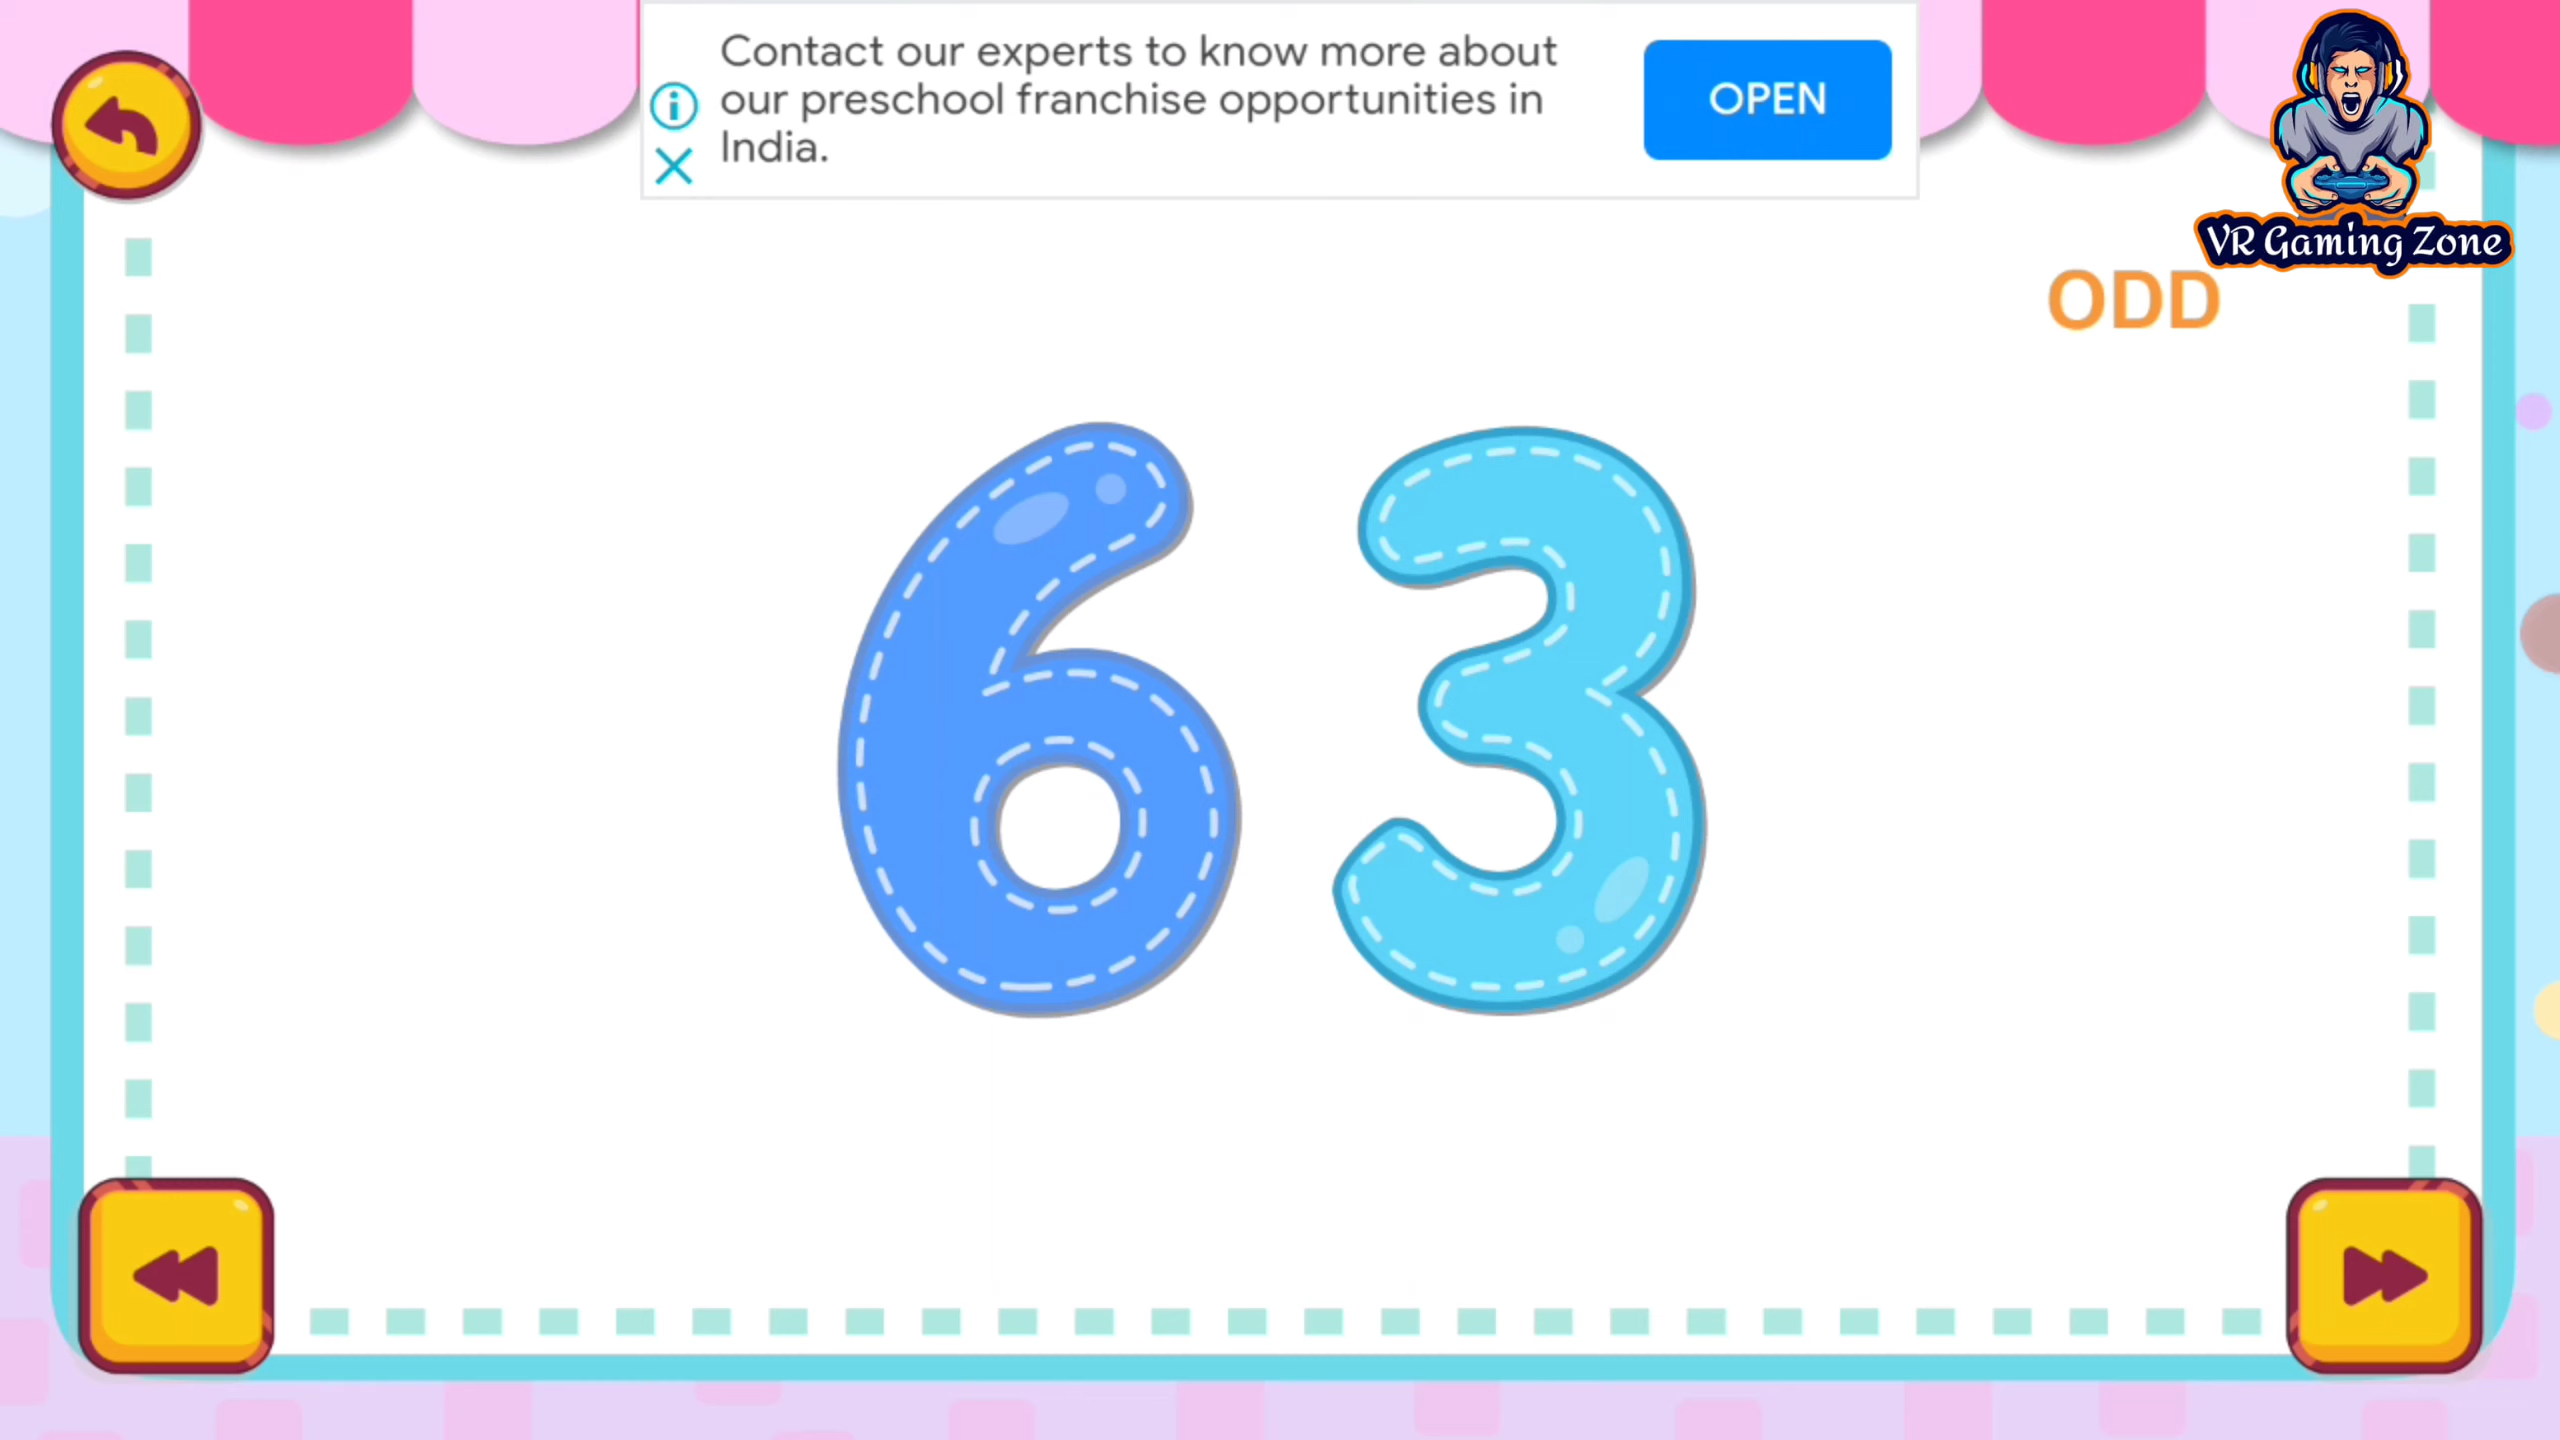 Contact our experts to know more about
our preschool franchise opportunities in
India.
OPEN
VR Gaming Zone
ODD
63